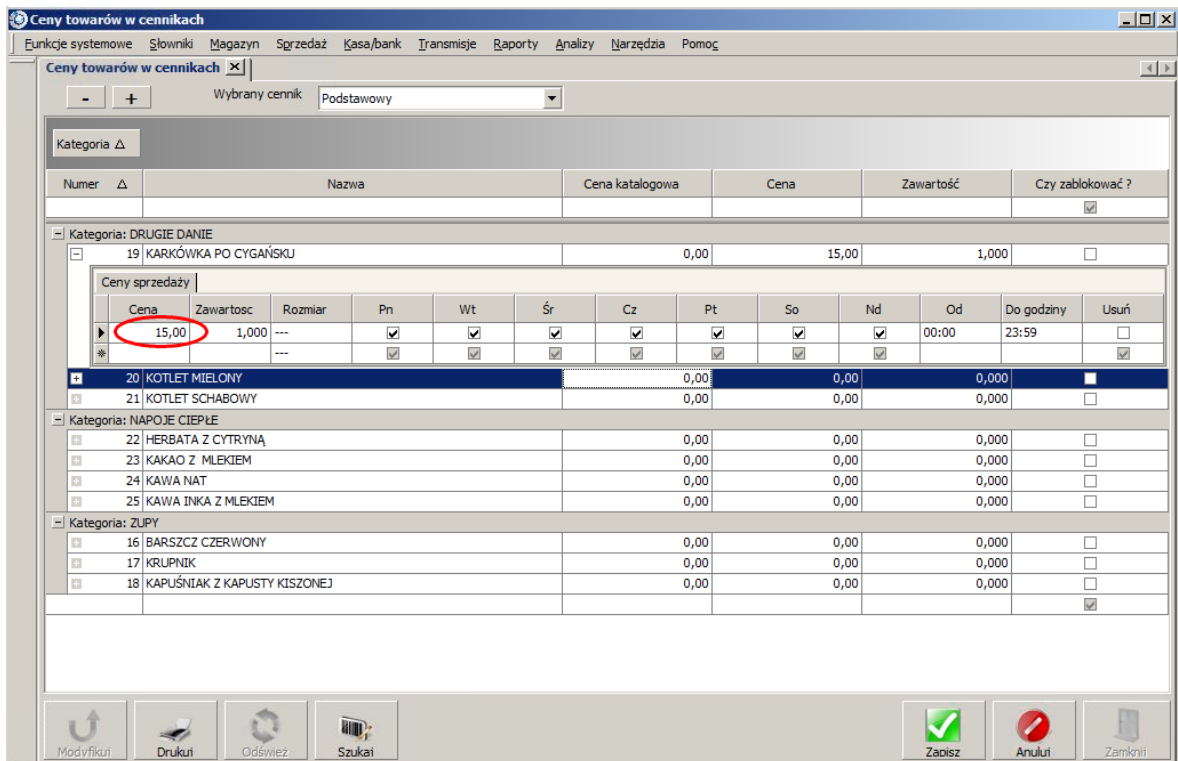 Ceny towarów w cennikach
Funkcje systemowe Słowniki Magazyn Sprzedaż Kasa/bank Transmisje Raporty Analizy Narzędzia Pomoc
Ceny towarów w cennikach
- + Wybrany cennik Podstawowy
Kategoria
Numer Nazwa Cena katalogowa Cena Zawartość Czy zablokować ?
Kategoria: DRUGIE DANIE
19 KARKÓWKA PO CYGAŃSKU 0,00 15,00 1,000
Ceny sprzedaży
Cena Zawartosc Rozmiar Pn Wt Śr Cz Pt So Nd Od Do godziny Usuń
15,00 1,000 --- 00:00 23:59
---
20 KOTLET MIELONY 0,00 0,00 0,000
21 KOTLET SCHABOWY 0,00 0,00 0,000
Kategoria: NAPOJE CIEPŁE
22 HERBATA Z CYTRYNĄ 0,00 0,00 0,000
23 KAKAO Z MLEKIEM 0,00 0,00 0,000
24 KAWA NAT 0,00 0,00 0,000
25 KAWA INKA Z MLEKIEM 0,00 0,00 0,000
Kategoria: ZUPY
16 BARSZCZ CZERWONY 0,00 0,00 0,000
17 KRUPNIK 0,00 0,00 0,000
18 KAPUŚNIAK Z KAPUSTY KISZONEJ 0,00 0,00 0,000
Modyfikuj Drukuj Odśwież Szukaj Zapisz Anuluj Zamknij